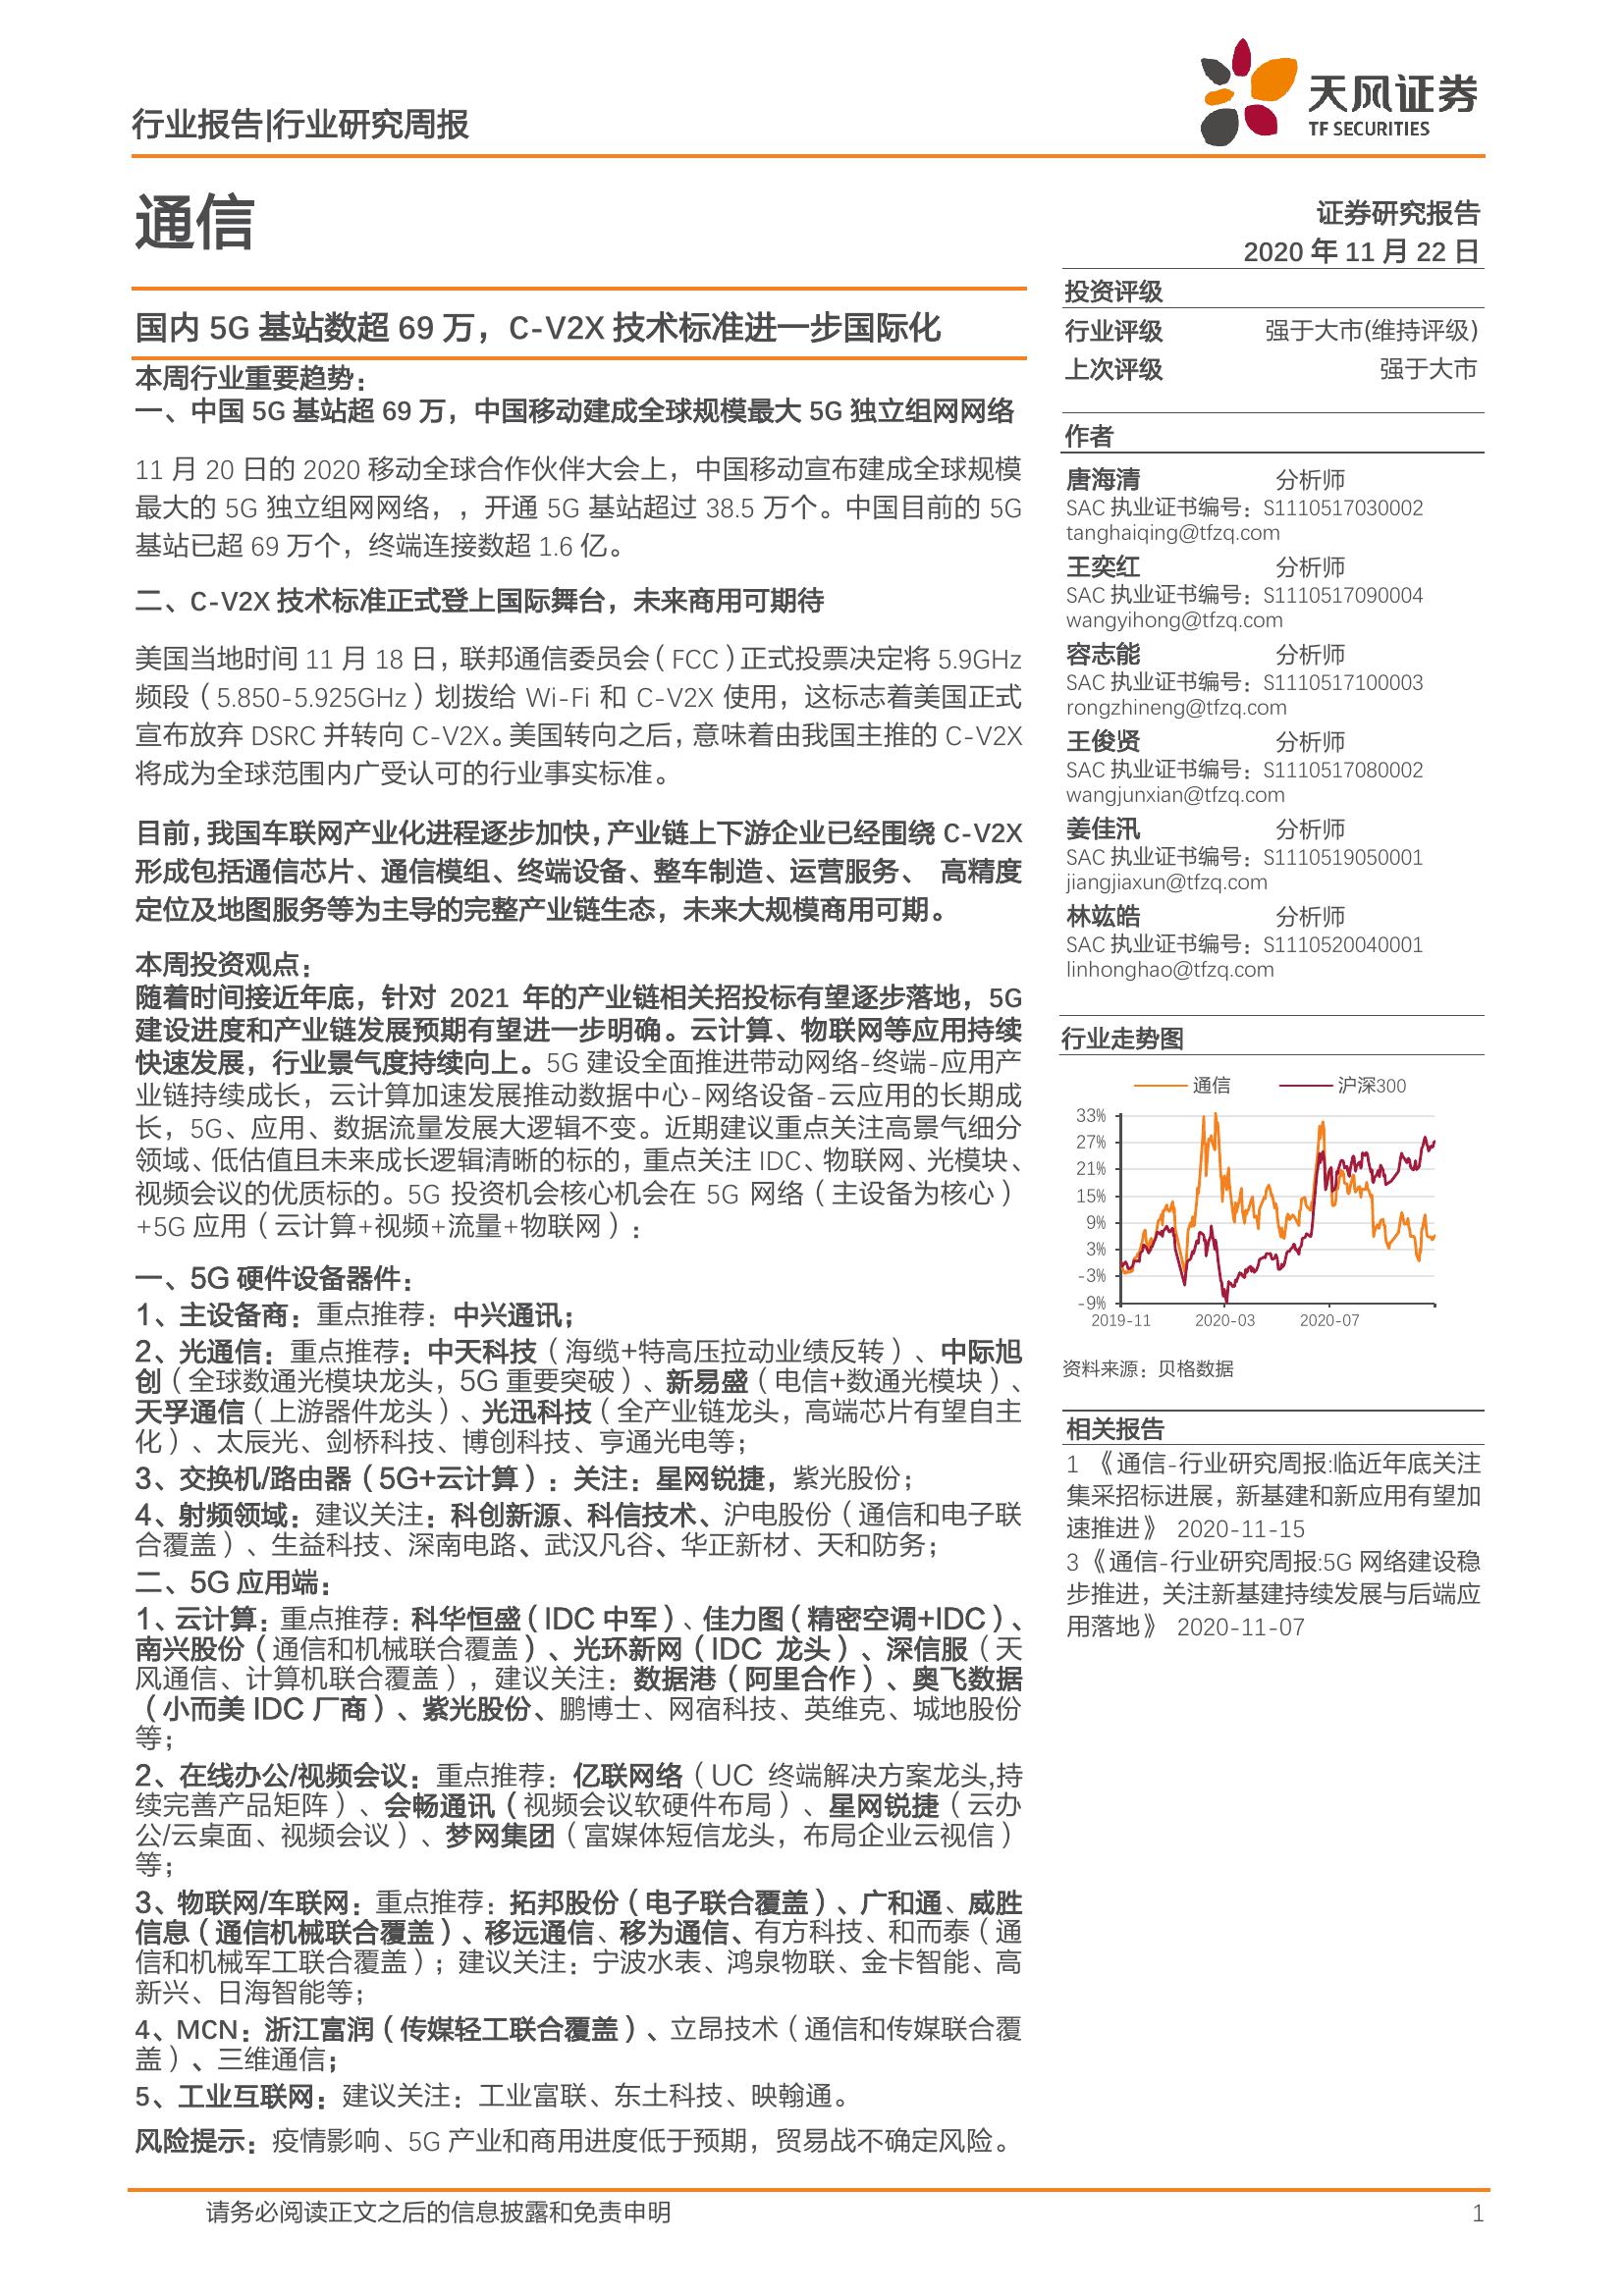 行业报告|行业研究周报
天风证券
TF SECURITIES
通信
证券研究报告
2020 年 11 月 22 日
国内 5G 基站数超 69 万，C-V2X 技术标准进一步国际化
本周行业重要趋势：
一、中国 5G 基站超 69 万，中国移动建成全球规模最大 5G 独立组网网络
11 月 20 日的 2020 移动全球合作伙伴大会上，中国移动宣布建成全球规模
最大的 5G 独立组网网络，，开通 5G 基站超过 38.5 万个。中国目前的 5G
基站已超 69 万个，终端连接数超 1.6 亿。
二、C-V2X 技术标准正式登上国际舞台，未来商用可期待
美国当地时间 11 月 18 日，联邦通信委员会（FCC）正式投票决定将 5.9GHz
频段（5.850-5.925GHz）划拨给 Wi-Fi 和 C-V2X 使用，这标志着美国正式
宣布放弃 DSRC 并转向 C-V2X。美国转向之后，意味着由我国主推的 C-V2X
将成为全球范围内广受认可的行业事实标准。
目前，我国车联网产业化进程逐步加快，产业链上下游企业已经围绕 C-V2X
形成包括通信芯片、通信模组、终端设备、整车制造、运营服务、 高精度
定位及地图服务等为主导的完整产业链生态，未来大规模商用可期。
本周投资观点：
随着时间接近年底，针对 2021 年的产业链相关招投标有望逐步落地，5G
建设进度和产业链发展预期有望进一步明确。云计算、物联网等应用持续
快速发展，行业景气度持续向上。5G 建设全面推进带动网络-终端-应用产
业链持续成长，云计算加速发展推动数据中心-网络设备-云应用的长期成
长，5G、应用、数据流量发展大逻辑不变。近期建议重点关注高景气细分
领域、低估值且未来成长逻辑清晰的标的，重点关注 IDC、物联网、光模块、
视频会议的优质标的。5G 投资机会核心机会在 5G 网络（主设备为核心）
+5G 应用（云计算+视频+流量+物联网）：
一、5G 硬件设备器件：
1、主设备商：重点推荐：中兴通讯；
2、光通信：重点推荐：中天科技（海缆+特高压拉动业绩反转）、中际旭
创（全球数通光模块龙头，5G 重要突破）、新易盛（电信+数通光模块）、
天孚通信（上游器件龙头）、光迅科技（全产业链龙头，高端芯片有望自主
化）、太辰光、剑桥科技、博创科技、亨通光电等；
3、交换机/路由器（5G+云计算）：关注：星网锐捷，紫光股份；
4、射频领域：建议关注：科创新源、科信技术、沪电股份（通信和电子联
合覆盖）、生益科技、深南电路、武汉凡谷、华正新材、天和防务；
二、5G 应用端：
1、云计算：重点推荐：科华恒盛（IDC 中军）、佳力图（精密空调+IDC）、
南兴股份（通信和机械联合覆盖）、光环新网（IDC 龙头）、深信服（天
风通信、计算机联合覆盖），建议关注：数据港（阿里合作）、奥飞数据
（小而美 IDC 厂商）、紫光股份、鹏博士、网宿科技、英维克、城地股份
等；
2、在线办公/视频会议：重点推荐：亿联网络（UC 终端解决方案龙头,持
续完善产品矩阵）、会畅通讯（视频会议软硬件布局）、星网锐捷（云办
公/云桌面、视频会议）、梦网集团（富媒体短信龙头，布局企业云视信）
等；
3、物联网/车联网：重点推荐：拓邦股份（电子联合覆盖）、广和通、威胜
信息（通信机械联合覆盖）、移远通信、移为通信、有方科技、和而泰（通
信和机械军工联合覆盖）；建议关注：宁波水表、鸿泉物联、金卡智能、高
新兴、日海智能等；
4、MCN：浙江富润（传媒轻工联合覆盖）、立昂技术（通信和传媒联合覆
盖）、三维通信；
5、工业互联网：建议关注：工业富联、东土科技、映翰通。
风险提示：疫情影响、5G 产业和商用进度低于预期，贸易战不确定风险。
投资评级
行业评级 强于大市(维持评级)
上次评级 强于大市
作者
唐海清 分析师
SAC 执业证书编号：S1110517030002
tanghaiqing@tfzq.com
王奕红 分析师
SAC 执业证书编号：S1110517090004
wangyihong@tfzq.com
容志能 分析师
SAC 执业证书编号：S1110517100003
rongzhineng@tfzq.com
王俊贤 分析师
SAC 执业证书编号：S1110517080002
wangjunxian@tfzq.com
姜佳汛 分析师
SAC 执业证书编号：S1110519050001
jiangjiaxun@tfzq.com
林竑皓 分析师
SAC 执业证书编号：S1110520040001
linhonghao@tfzq.com
行业走势图
通信 沪深300
33%
27%
21%
15%
9%
3%
-3%
-9%
2019-11 2020-03 2020-07
资料来源：贝格数据
相关报告
1 《通信-行业研究周报:临近年底关注
集采招标进展，新基建和新应用有望加
速推进》 2020-11-15
3 《通信-行业研究周报:5G 网络建设稳
步推进，关注新基建持续发展与后端应
用落地》 2020-11-07
请务必阅读正文之后的信息披露和免责申明 1